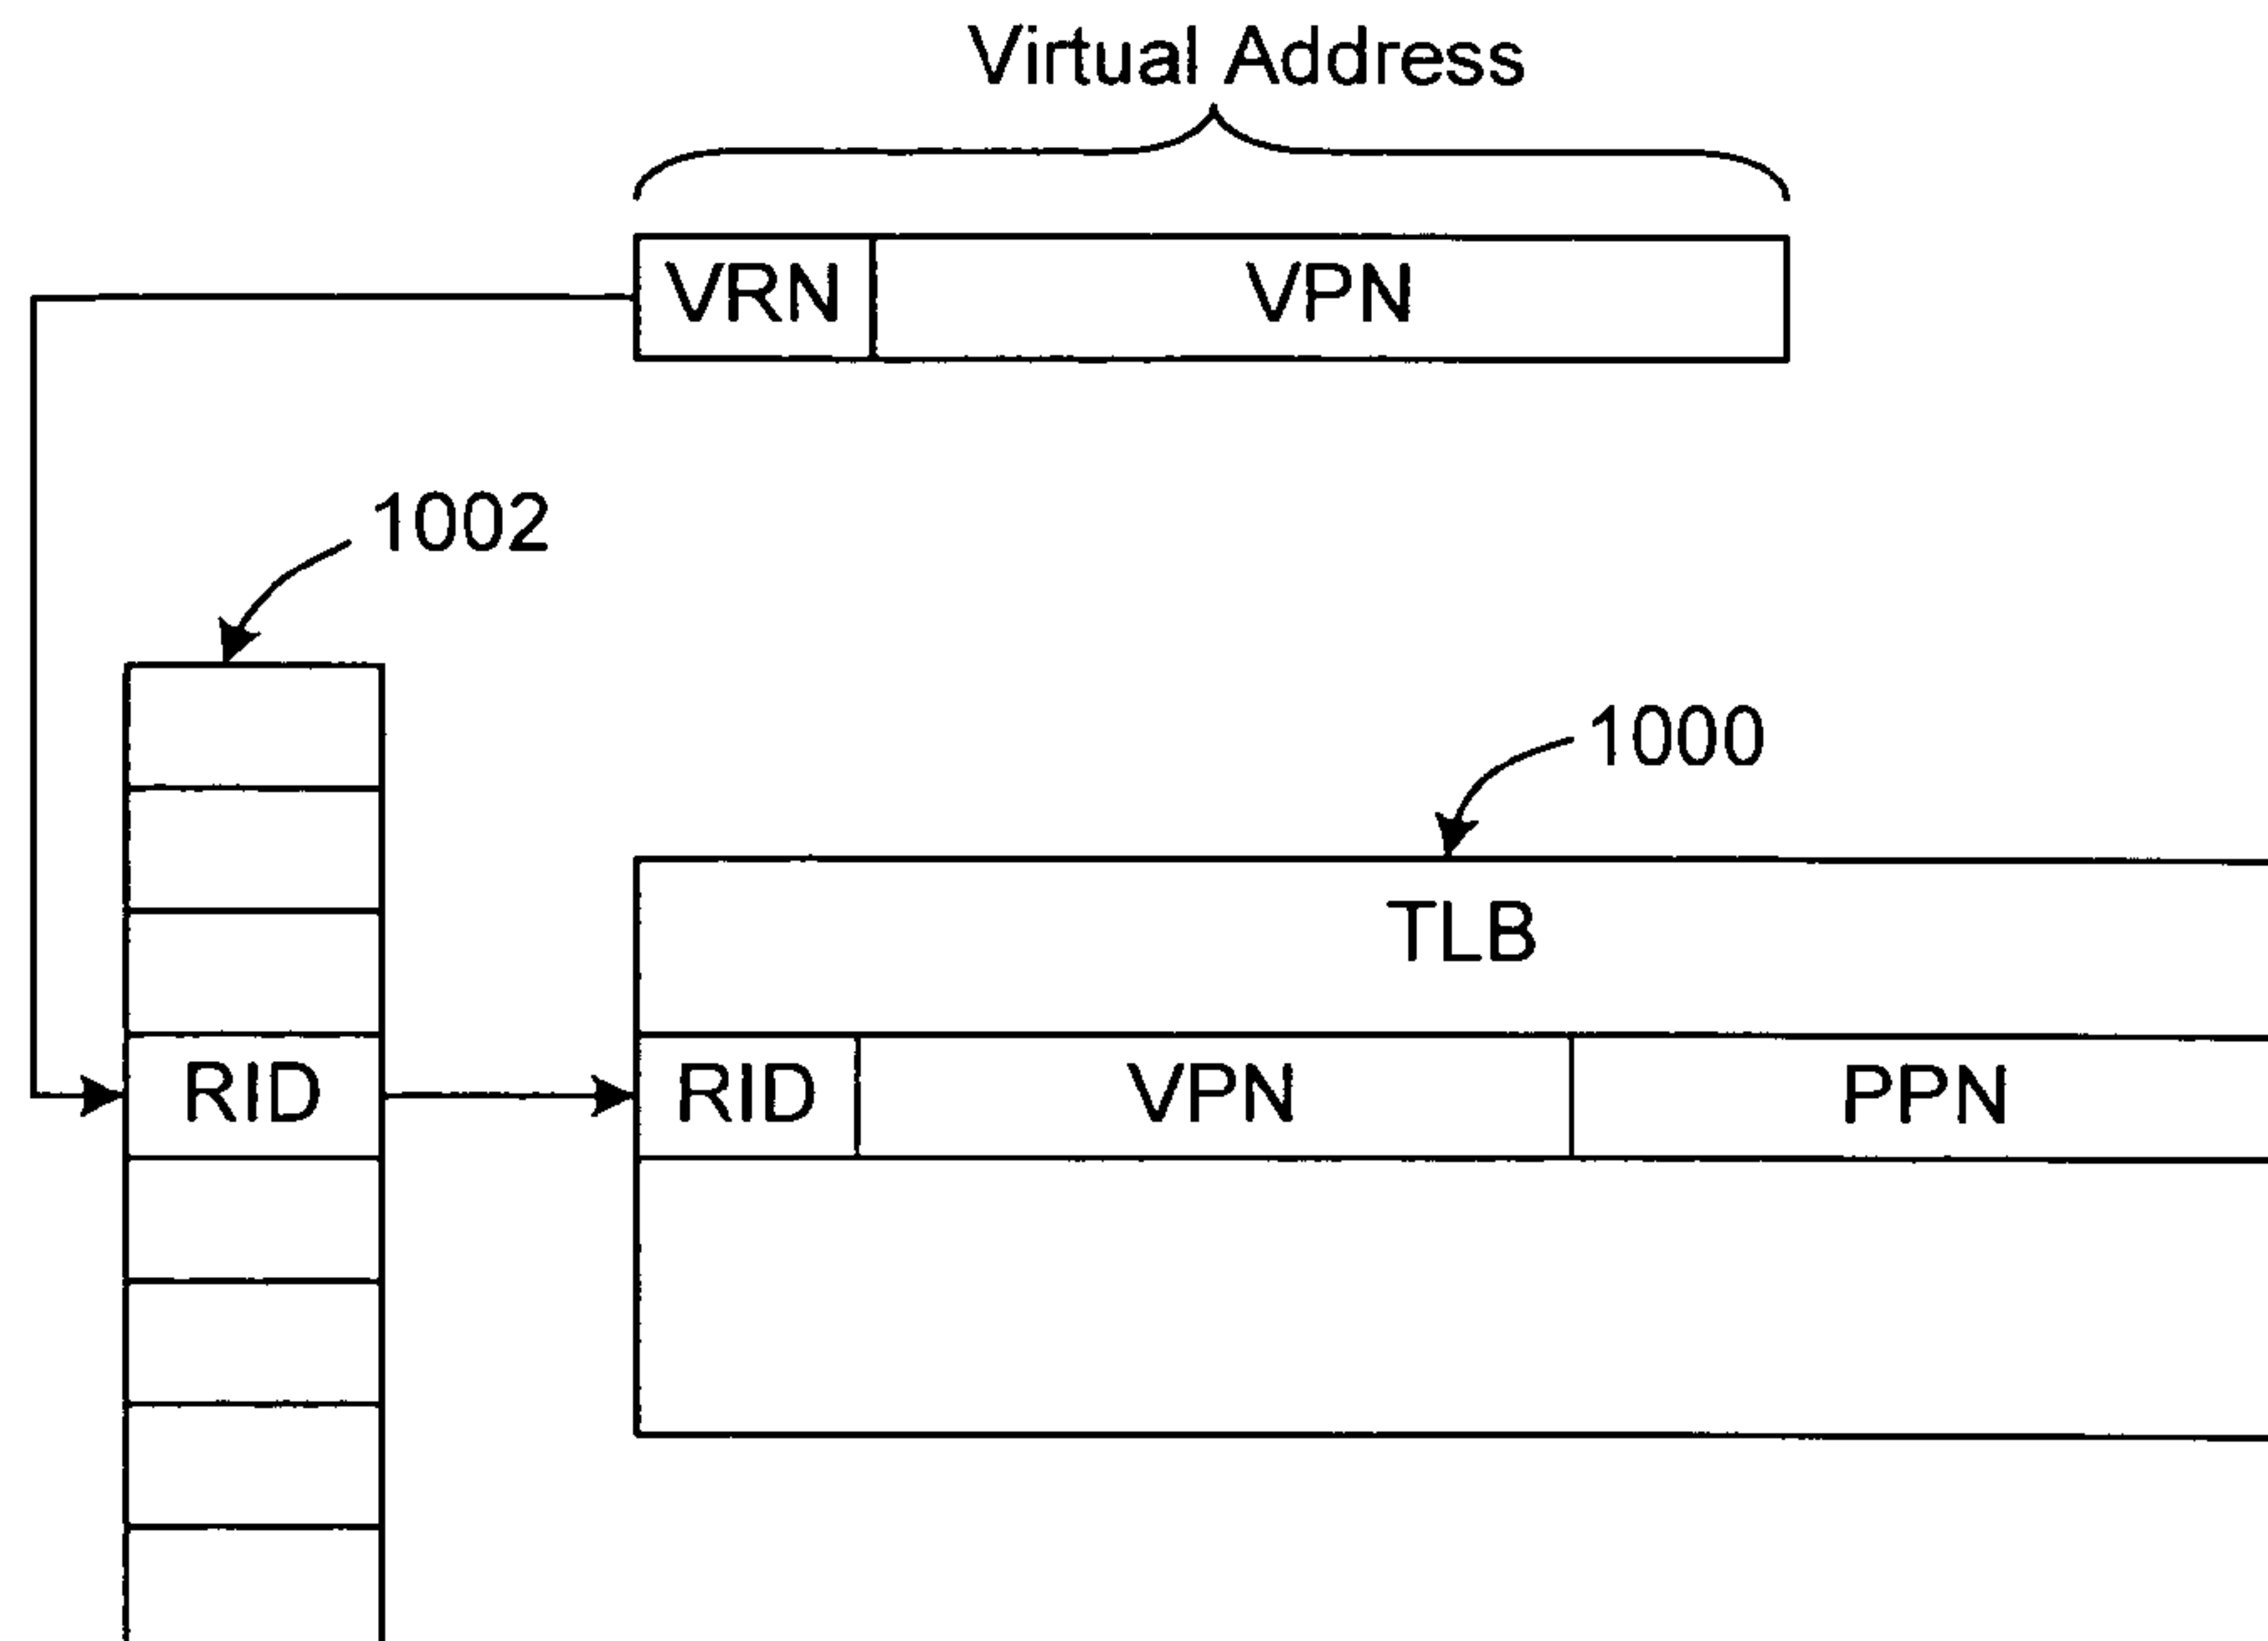 Virtual Address
VRN VPN
1002
1000
TLB
RID RID VPN PPN